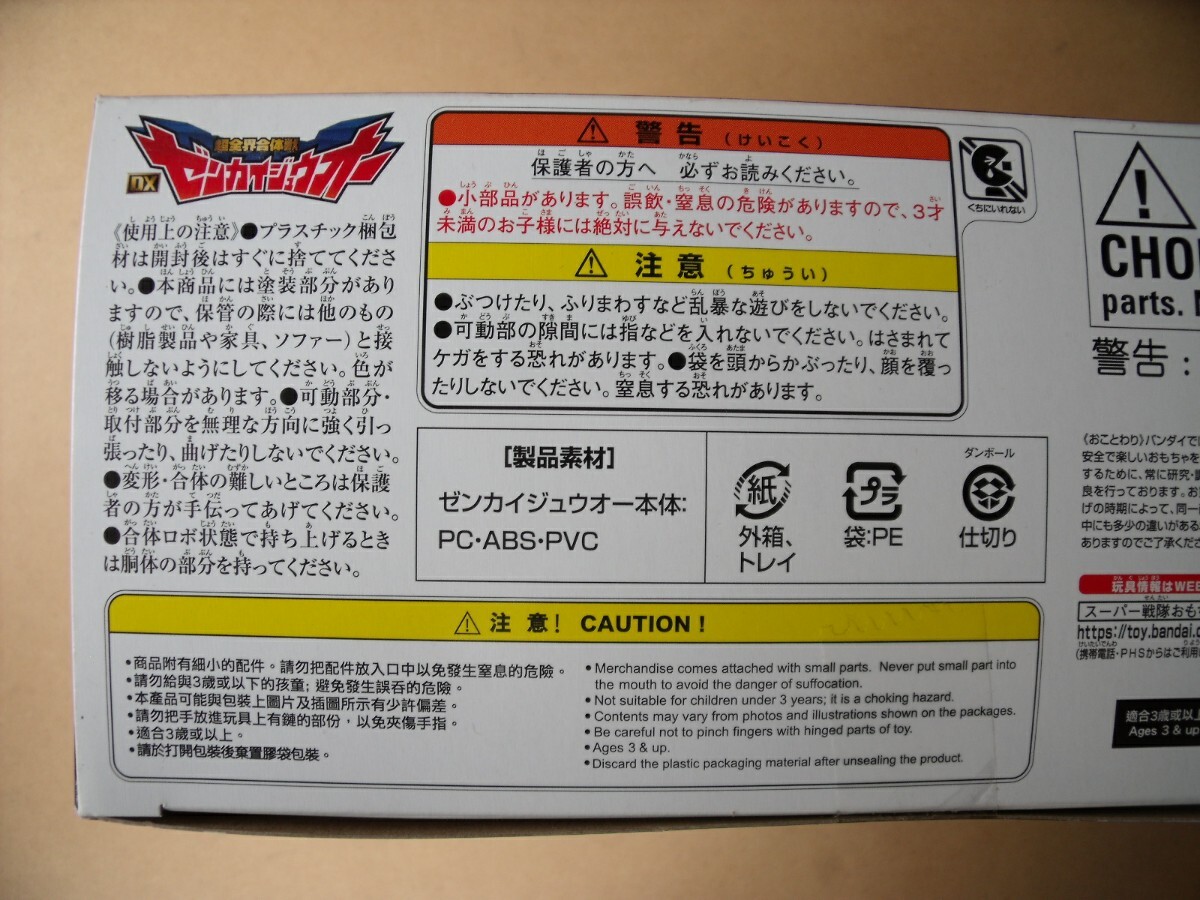 超全界合体獣
DX ゼンカイジュウオー
《使用上の注意》●プラスチック梱包
材は開封後はすぐに捨ててくださ
い。●本商品には塗装部分があり
ますので、保管の際には他のもの
(樹脂製品や家具、ソファー)と接
触しないようにしてください。色が
移る場合があります。●可動部分・
取付部分を無理な方向に強く引っ
張ったり、曲げたりしないでください。
●変形・合体の難しいところは保護
者の方が手伝ってあげてください。
●合体ロボ状態で持ち上げるとき
は胴体の部分を持ってください。
警告(けいこく)
保護者の方へ 必ずお読みください。
●小部品があります。誤飲・窒息の危険がありますので、3才
未満のお子様には絶対に与えないでください。
注意(ちゅうい)
●ぶつけたり、ふりまわすなど乱暴な遊びをしないでください。
●可動部の隙間には指などを入れないでください。はさまれて
ケガをする恐れがあります。●袋を頭からかぶったり、顔を覆っ
たりしないでください。窒息する恐れがあります。
くちにいれない
[製品素材]
ゼンカイジュウオー本体:
PC・ABS・PVC
紙
外箱、
トレイ
プラ
袋:PE
ダンボール
仕切り
CHO
parts.
警告:
《おことわり》バンダイで
安全で楽しいおもちゃを
するために、常に研究・
良を行っております。お
げの時期によって、同一
中にも多少の違いがある
ありますのでご了承くださ
玩具情報はWEB
スーパー戦隊おも
https://toy.bandai.
(携帯電話・PHSからはご利用
適合3歲或以上
Ages 3 & up
注意! CAUTION!
•商品附有細小的配件。請勿把配件放入口中以免發生窒息的危險。
•請勿給與3歲或以下的孩童; 避免發生誤吞的危險。
•本產品可能與包裝上圖片及插圖所示有少許偏差。
•請勿把手放進玩具上有鏈的部份，以免夾傷手指。
•適合3歲或以上。
•請於打開包裝後棄置膠袋包裝。
•Merchandise comes attached with small parts. Never put small part into
the mouth to avoid the danger of suffocation.
•Not suitable for children under 3 years; it is a choking hazard.
•Contents may vary from photos and illustrations shown on the packages.
•Be careful not to pinch fingers with hinged parts of toy.
•Ages 3 & up.
•Discard the plastic packaging material after unsealing the product.